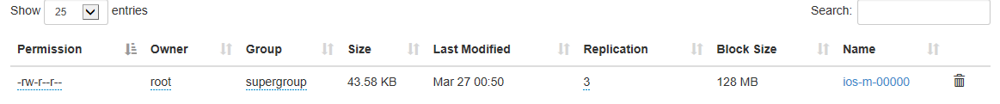 Show 25 entries Search:
Permission Owner Group Size Last Modified Replication Block Size Name
-rw-r--r-- root supergroup 43.58 KB Mar 27 00:50 3 128 MB ios-m-00000